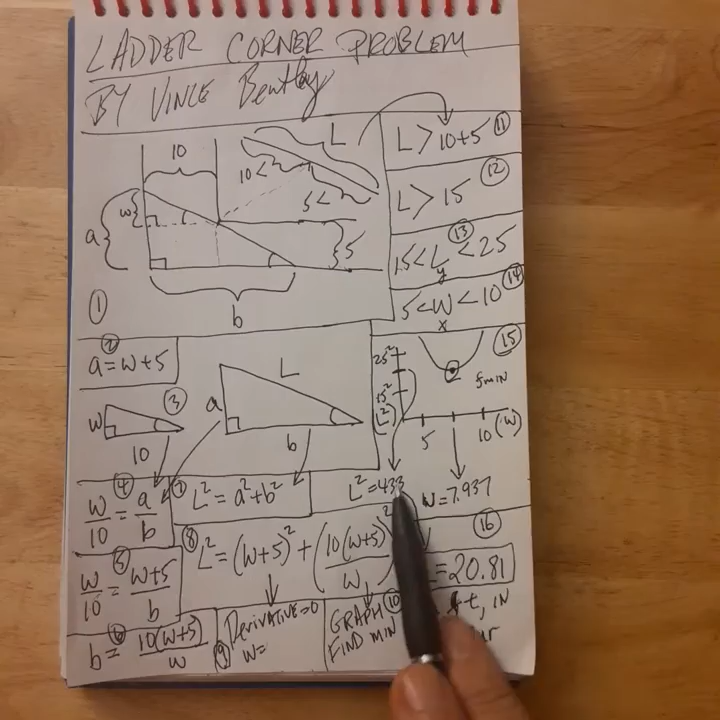 LADDER CORNER PROBLEM
BY VINCE Bentley
10
L
10<
5<
w
a
5
b
①
L > 10+5 ⑪
L > 15 ⑫
15 < L < 25 ⑬
y
5 < W < 10 ⑭
x
② a = w+5
w ③
10
L
a
b
25²
15²
(L²)
5 10 (W)
fmin
⑮
④ w/10 = a/b
⑦ L² = a² + b²
L² = 433
W = 7.937
⑤ w/10 = w+5/b
⑧ L² = (w+5)² + (10(w+5)/w)²
⑯
=20.81
⑥ b = 10(w+5)/w
⑨ Derivative=0
w=
GRAPH ⑩
FIND MIN
ft, in